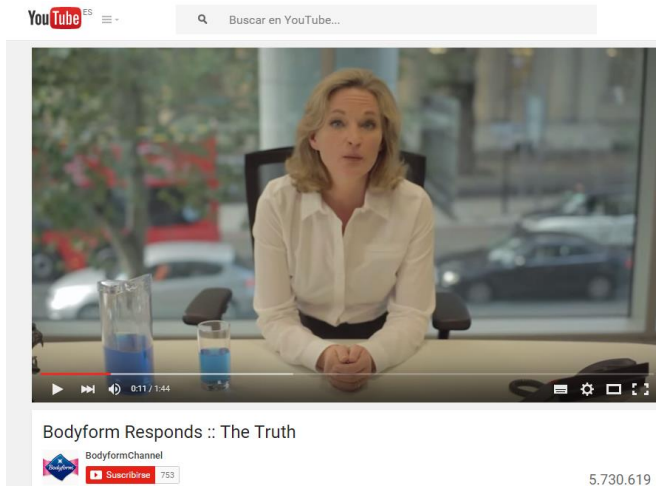 YouTube ES
Buscar en YouTube...
0:11 / 1:44
Bodyform Responds :: The Truth
Bodyform
BodyformChannel
Suscribirse 753
5.730.619